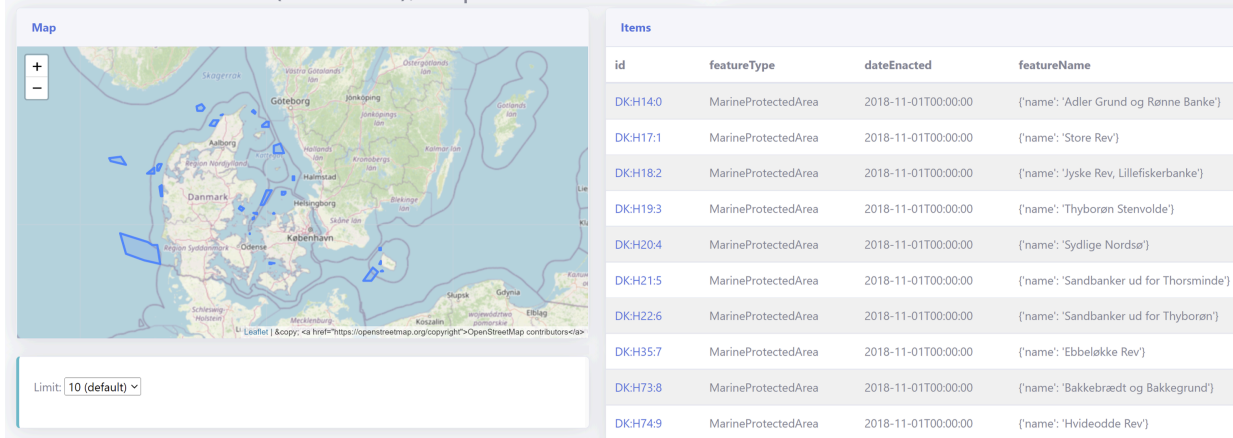 Map
+
−
Skagerrak
Västra Götalands
län
Östergötlands
län
Göteborg
Jönköping
Jönköpings
län
Gotlands
län
Aalborg
Kattegat
Hallands
län
Kronobergs
län
Kalmar län
Region Nordjylland
Halmstad
Danmark
Helsingborg
Blekinge
län
Skåne län
København
Region Syddanmark
Odense
Słupsk
Gdynia
Elbląg
Schleswig-
Holstein
Mecklenburg-
Koszalin
województwo
pomorskie
Leaflet | &copy; <a href="https://openstreetmap.org/copyright">OpenStreetMap contributors</a>
Limit: 10 (default)
Items
id featureType dateEnacted featureName
DK:H14:0 MarineProtectedArea 2018-11-01T00:00:00 {'name': 'Adler Grund og Rønne Banke'}
DK:H17:1 MarineProtectedArea 2018-11-01T00:00:00 {'name': 'Store Rev'}
DK:H18:2 MarineProtectedArea 2018-11-01T00:00:00 {'name': 'Jyske Rev, Lillefiskerbanke'}
DK:H19:3 MarineProtectedArea 2018-11-01T00:00:00 {'name': 'Thyborøn Stenvolde'}
DK:H20:4 MarineProtectedArea 2018-11-01T00:00:00 {'name': 'Sydlige Nordsø'}
DK:H21:5 MarineProtectedArea 2018-11-01T00:00:00 {'name': 'Sandbanker ud for Thorsminde'}
DK:H22:6 MarineProtectedArea 2018-11-01T00:00:00 {'name': 'Sandbanker ud for Thyborøn'}
DK:H35:7 MarineProtectedArea 2018-11-01T00:00:00 {'name': 'Ebbeløkke Rev'}
DK:H73:8 MarineProtectedArea 2018-11-01T00:00:00 {'name': 'Bakkebrædt og Bakkegrund'}
DK:H74:9 MarineProtectedArea 2018-11-01T00:00:00 {'name': 'Hvideodde Rev'}